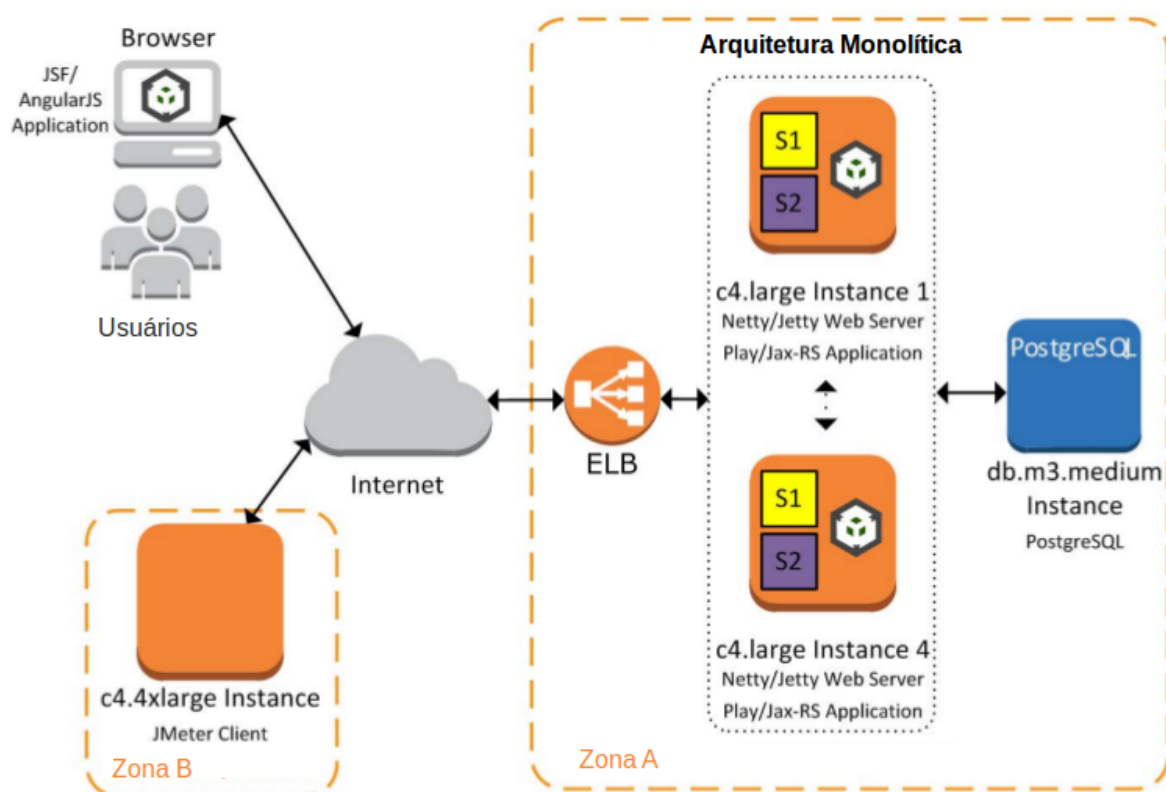 Browser
JSF/
AngularJS
Application
Usuários
Internet
c4.4xlarge Instance
JMeter Client
Zona B
Arquitetura Monolítica
ELB
S1
S2
c4.large Instance 1
Netty/Jetty Web Server
Play/Jax-RS Application
S1
S2
c4.large Instance 4
Netty/Jetty Web Server
Play/Jax-RS Application
PostgreSQL
db.m3.medium
Instance
PostgreSQL
Zona A